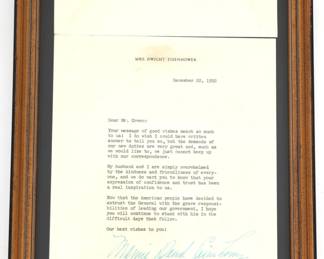 MRS. DWIGHT EISENHOWER
December 22, 1952
Dear Mr. Green:
Your message of good wishes meant so much
to us! I do wish I could have written
sooner to tell you so, but the demands of
our new duties are very great and, much as
we would like to, we just cannot keep up
with our correspondence.
My husband and I are simply overwhelmed
by the kindness and friendliness of every-
one, and we do want you to know that your
expression of confidence and trust has been
a real inspiration to us.
Now that the American people have decided to
entrust the General with the grave respon-
sibilities of leading our government, I hope
you will continue to stand with him in the
difficult days that follow.
Our best wishes to you!
Mamie Doud Eisenhower